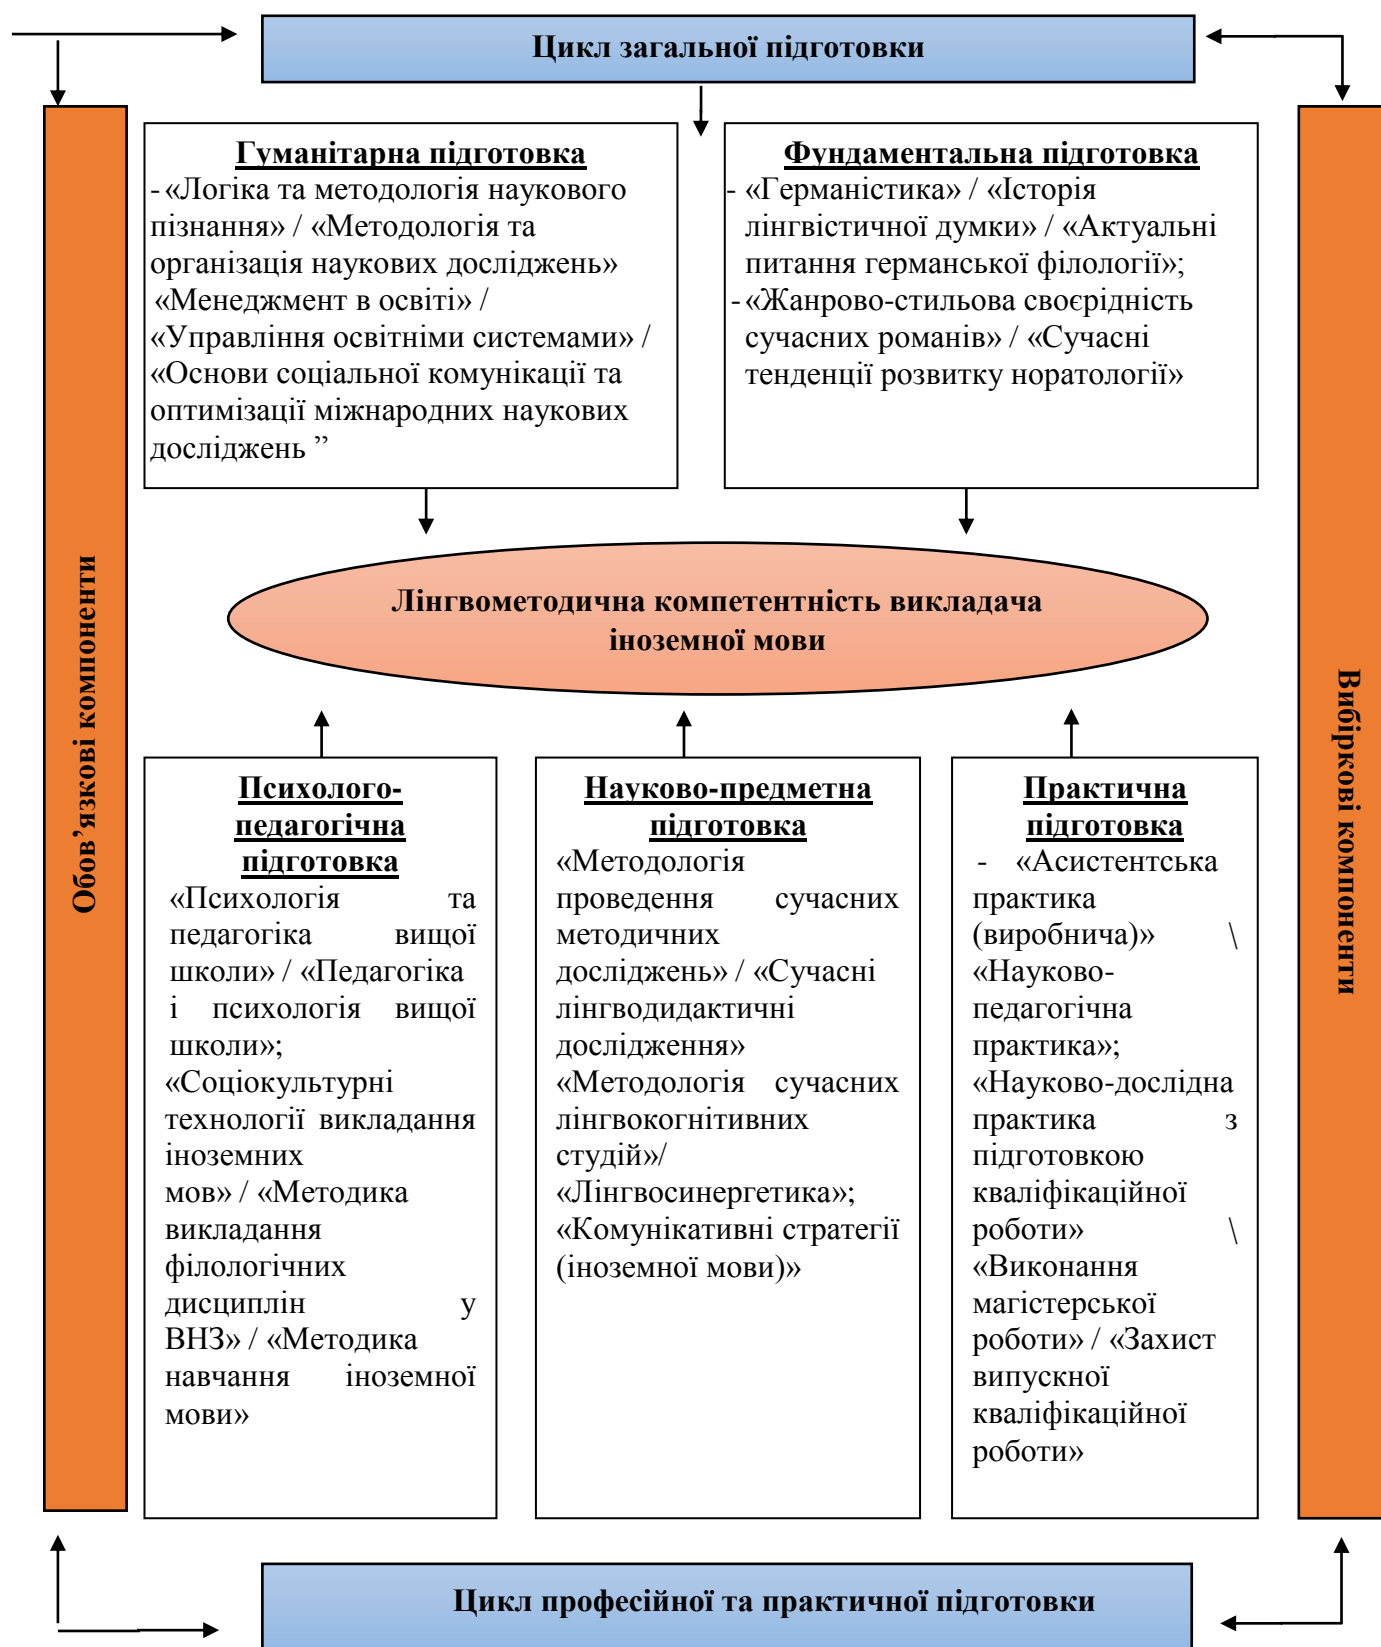 Цикл загальної підготовки
Гуманітарна підготовка
-«Логіка та методологія наукового
пізнання» / «Методологія та
організація наукових досліджень»
«Менеджмент в освіті» /
«Управління освітніми системами» /
«Основи соціальної комунікації та
оптимізації міжнародних наукових
досліджень ”
Фундаментальна підготовка
- «Германістика» / «Історія
лінгвістичної думки» / «Актуальні
питання германської філології»;
-«Жанрово-стильова своєрідність
сучасних романів» / «Сучасні
тенденції розвитку норатології»
Обов’язкові компоненти
Лінгвометодична компетентність викладача
іноземної мови
Вибіркові компоненти
Психолого-
педагогічна
підготовка
«Психологія та
педагогіка вищої
школи» / «Педагогіка
і психологія вищої
школи»;
«Соціокультурні
технології викладання
іноземних
мов» / «Методика
викладання
філологічних
дисциплін у
ВНЗ» / «Методика
навчання іноземної
мови»
Науково-предметна
підготовка
«Методологія
проведення сучасних
методичних
досліджень» / «Сучасні
лінгводидактичні
дослідження»
«Методологія сучасних
лінгвокогнітивних
студій»/
«Лінгвосинергетика»;
«Комунікативні стратегії
(іноземної мови)»
Практична
підготовка
- «Асистентська
практика
(виробнича)» \
«Науково-
педагогічна
практика»;
«Науково-дослідна
практика з
підготовкою
кваліфікаційної
роботи» \
«Виконання
магістерської
роботи» / «Захист
випускної
кваліфікаційної
роботи»
Цикл професійної та практичної підготовки